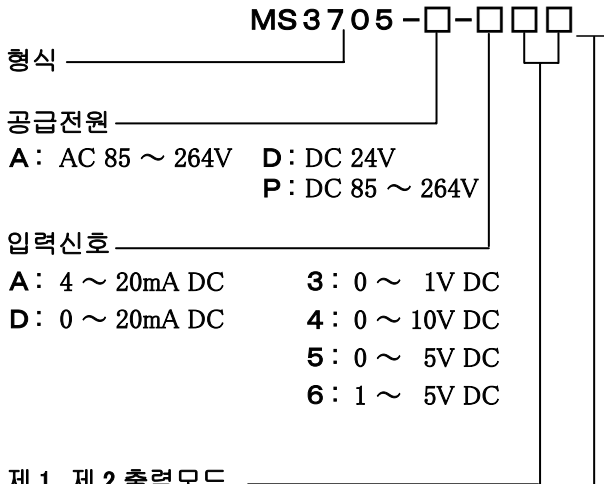 MS3705-□-□□□
형식
공급전원
A : AC 85 ～ 264V D : DC 24V
P : DC 85 ～ 264V
입력신호
A : 4 ～ 20mA DC 3 : 0 ～ 1V DC
D : 0 ～ 20mA DC 4 : 0 ～ 10V DC
5 : 0 ～ 5V DC
6 : 1 ～ 5V DC
제 1, 제 2 출력모드